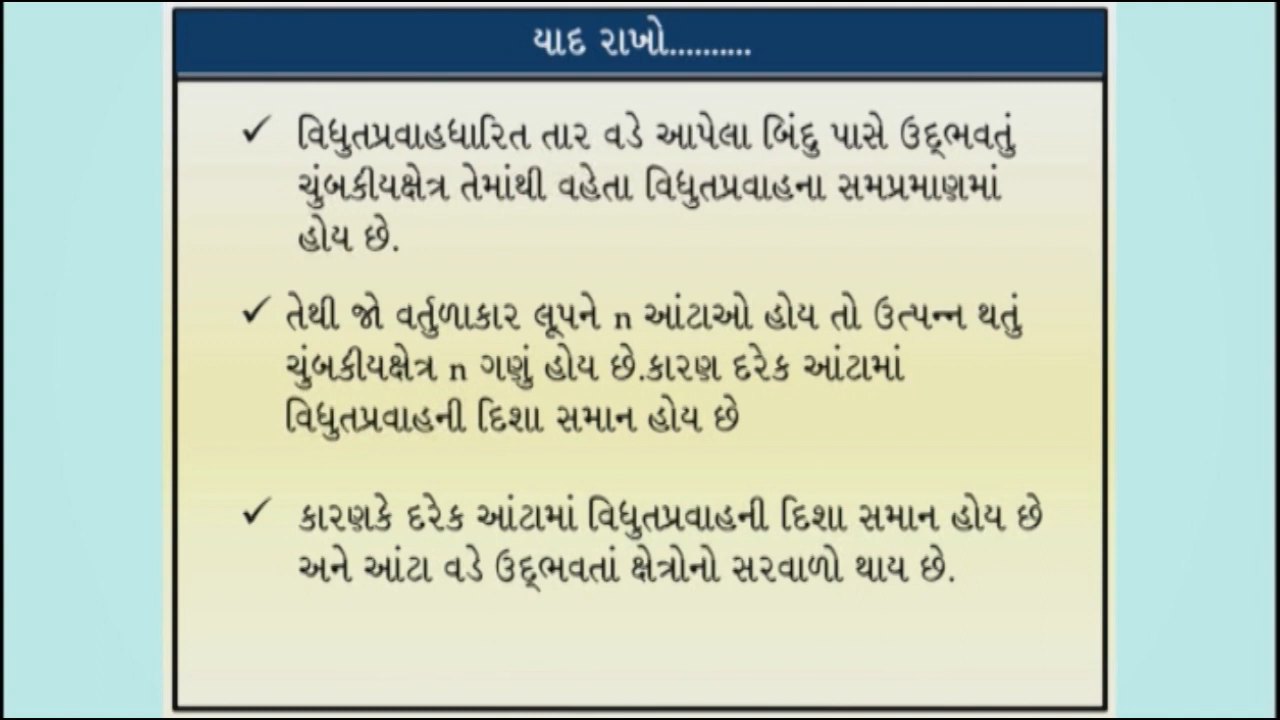 યાદ રાખો..........
✓ વિધુતપ્રવાહધારિત તાર વડે આપેલા બિંદુ પાસે ઉદ્ભવતું
ચુંબકીયક્ષેત્ર તેમાંથી વહેતા વિધુતપ્રવાહના સમપ્રમાણમાં
હોય છે.
✓ તેથી જો વર્તુળાકાર લૂપને n આંટાઓ હોય તો ઉત્પન્ન થતું
ચુંબકીયક્ષેત્ર n ગણું હોય છે.કારણ દરેક આંટામાં
વિધુતપ્રવાહની દિશા સમાન હોય છે
✓ કારણકે દરેક આંટામાં વિધુતપ્રવાહની દિશા સમાન હોય છે
અને આંટા વડે ઉદ્ભવતાં ક્ષેત્રોનો સરવાળો થાય છે.